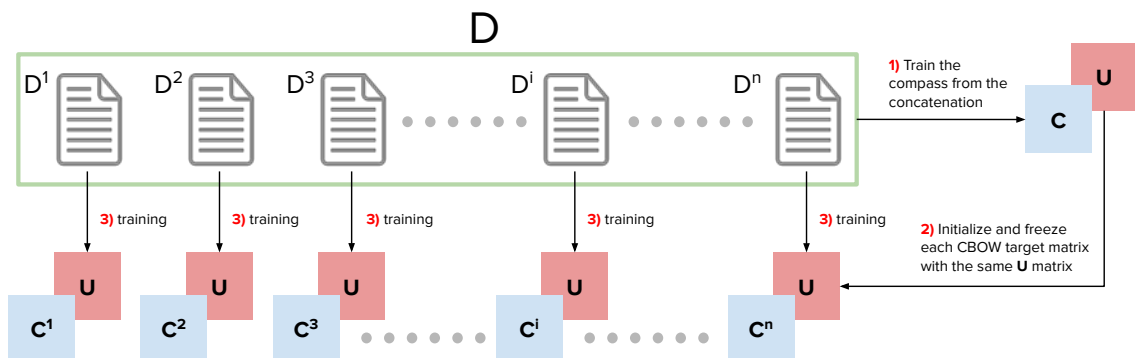 D
D¹ D² D³ Dⁱ Dⁿ
1) Train the
compass from the
concatenation
U
C
3) training 3) training 3) training 3) training 3) training
2) Initialize and freeze
each CBOW target matrix
with the same U matrix
U U U U U
C¹ C² C³ Cⁱ Cⁿ